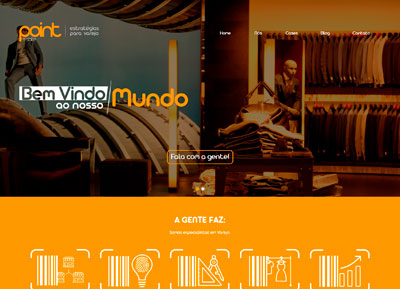 point
estratégias
para varejo
Home
Nós
Cases
Blog
Contato
Bem Vindo
ao nosso
Mundo
Fala com a gente!
A GENTE FAZ:
Somos especialistas em Varejo